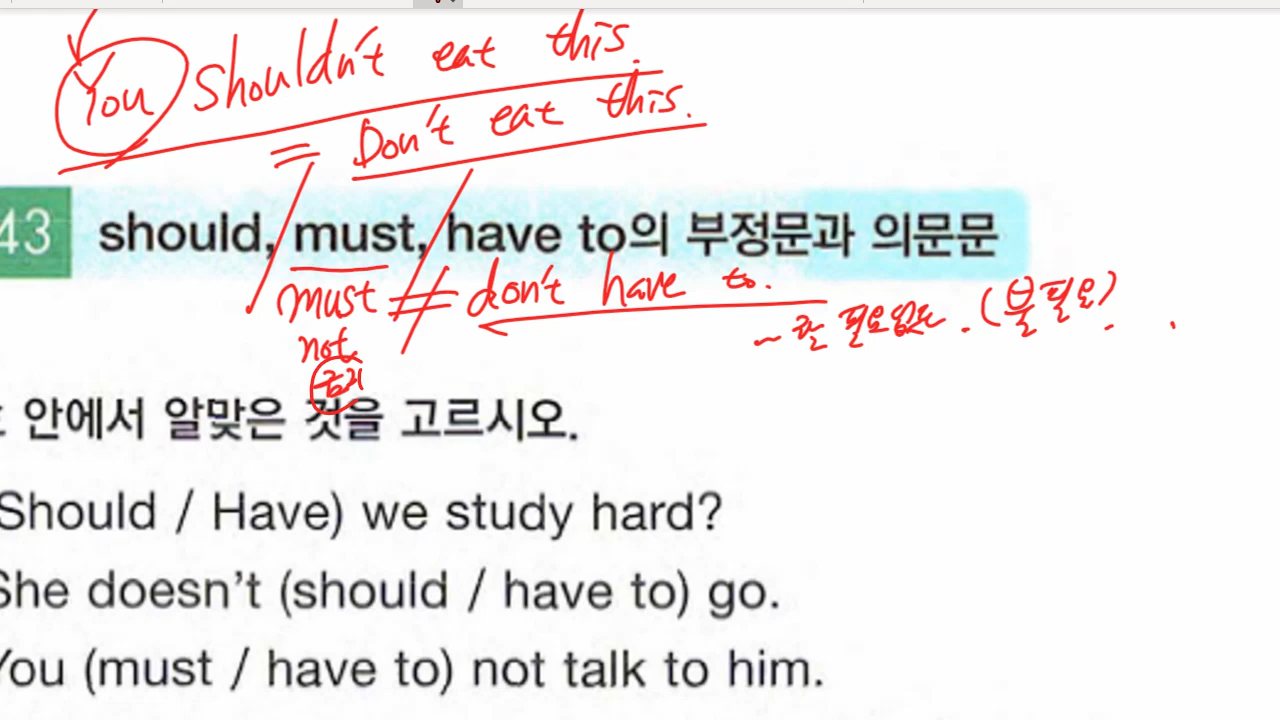 You shouldn't eat this.
= Don't eat this.
43 should, must, have to의 부정문과 의문문
must ≠ don't have to.
not
~할 필요없다. (불필요)
금지
안에서 알맞은 것을 고르시오.
Should / Have) we study hard?
She doesn't (should / have to) go.
You (must / have to) not talk to him.